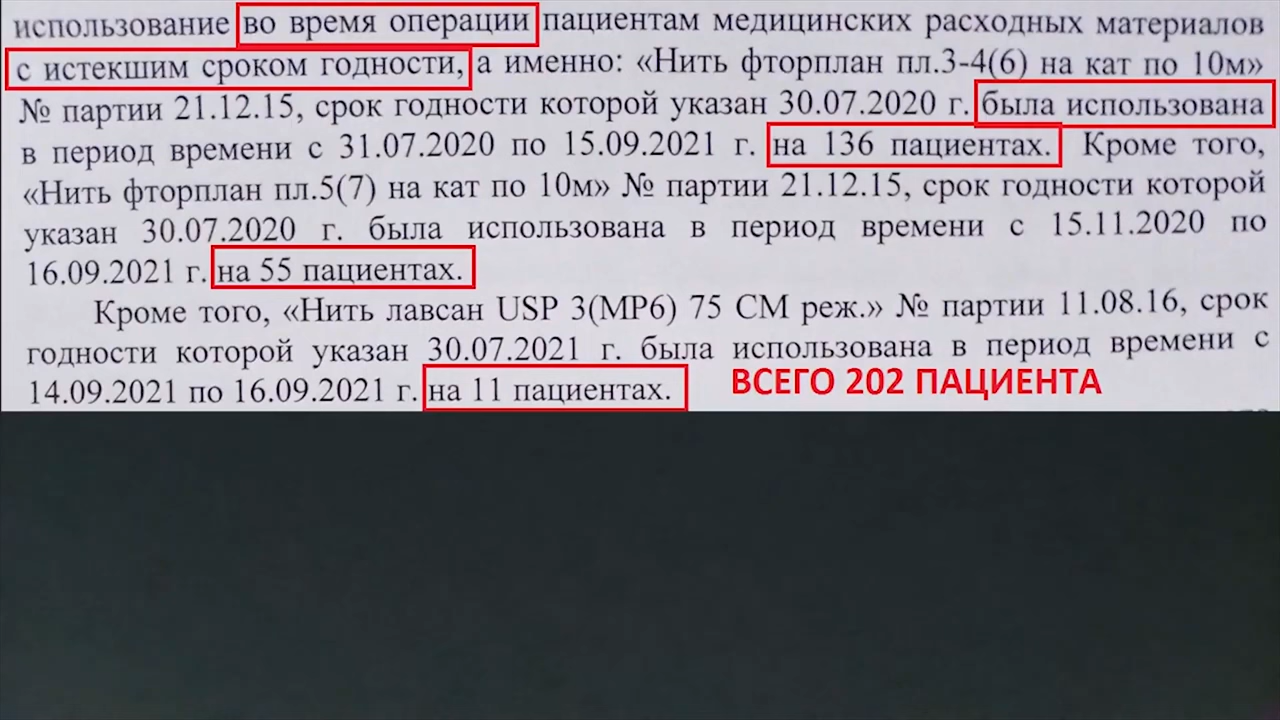 использование во время операции пациентам медицинских расходных материалов
с истекшим сроком годности, а именно: «Нить фторплан пл.3-4(6) на кат по 10м»
№ партии 21.12.15, срок годности которой указан 30.07.2020 г. была использована
в период времени с 31.07.2020 по 15.09.2021 г. на 136 пациентах. Кроме того,
«Нить фторплан пл.5(7) на кат по 10м» № партии 21.12.15, срок годности которой
указан 30.07.2020 г. была использована в период времени с 15.11.2020 по
16.09.2021 г. на 55 пациентах.
Кроме того, «Нить лавсан USP 3(МР6) 75 СМ реж.» № партии 11.08.16, срок
годности которой указан 30.07.2021 г. была использована в период времени с
14.09.2021 по 16.09.2021 г. на 11 пациентах.
ВСЕГО 202 ПАЦИЕНТА